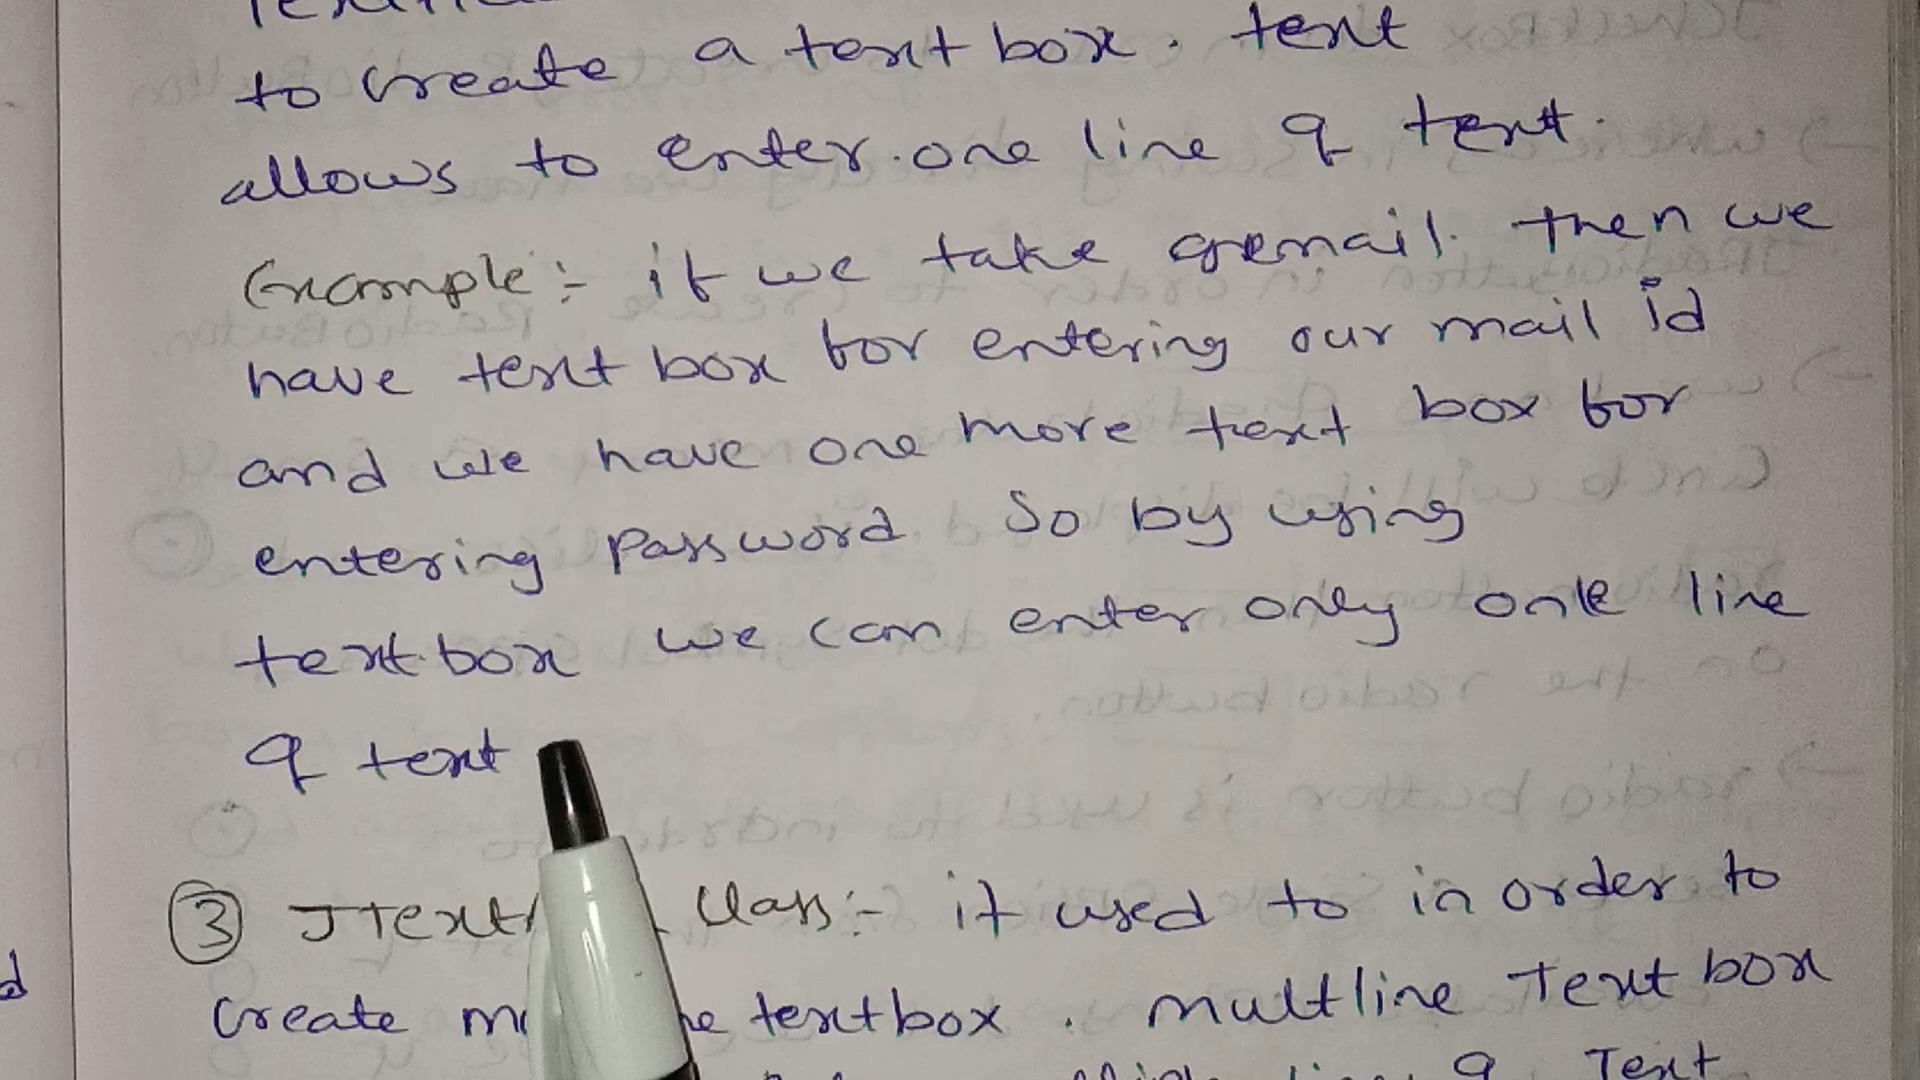 to create a text box. text
allows to enter one line of text.
Example:- if we take gemail. then we
have text box for entering our mail id
and we have one more text box for
entering password. So by using
textbox we can enter only one line
of text
③ JText Class:- it used to in order to
Create textbox. multline Text box
of Text